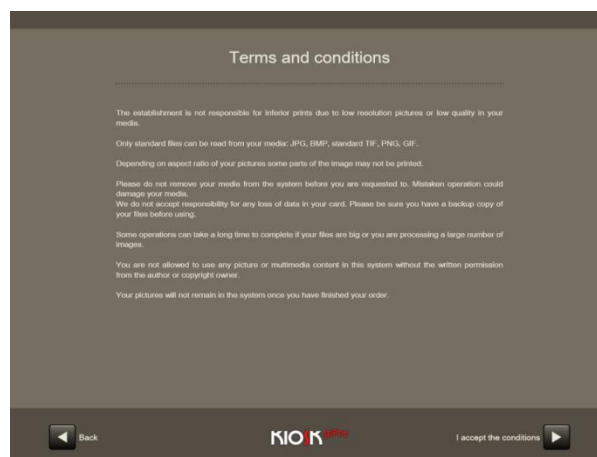 Terms and conditions
The establishment is not responsible for inferior prints due to low resolution pictures or low quality in your
media.
Only standard files can be read from your media: JPG, BMP, standard TIF, PNG, GIF.
Depending on aspect ratio of your pictures some parts of the image may not be printed.
Please do not remove your media from the system before you are requested to. Mistaken operation could
damage your media.
We do not accept responsibility for any loss of data in your card. Please be sure you have a backup copy of
your files before using.
Some operations can take a long time to complete if your files are big or you are processing a large number of
images.
You are not allowed to use any picture or multimedia content in this system without the written permission
from the author or copyright owner.
Your pictures will not remain in the system once you have finished your order.
Back
I accept the conditions